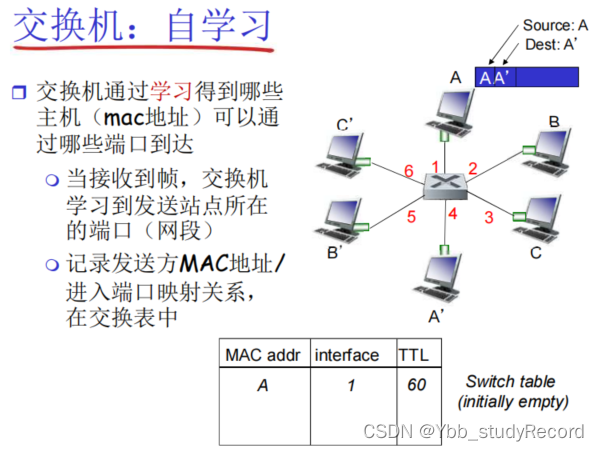 交换机：自学习
交换机通过学习得到哪些
主机（mac地址）可以通
过哪些端口到达
当接收到帧，交换机
学习到发送站点所在
的端口（网段）
记录发送方MAC地址/
进入端口映射关系，
在交换表中
Source: A
Dest: A’
A A’
A
B
C
A’
B’
C’
1
2
3
4
5
6
MAC addr interface TTL
A 1 60
Switch table
(initially empty)
CSDN @Ybb_studyRecord